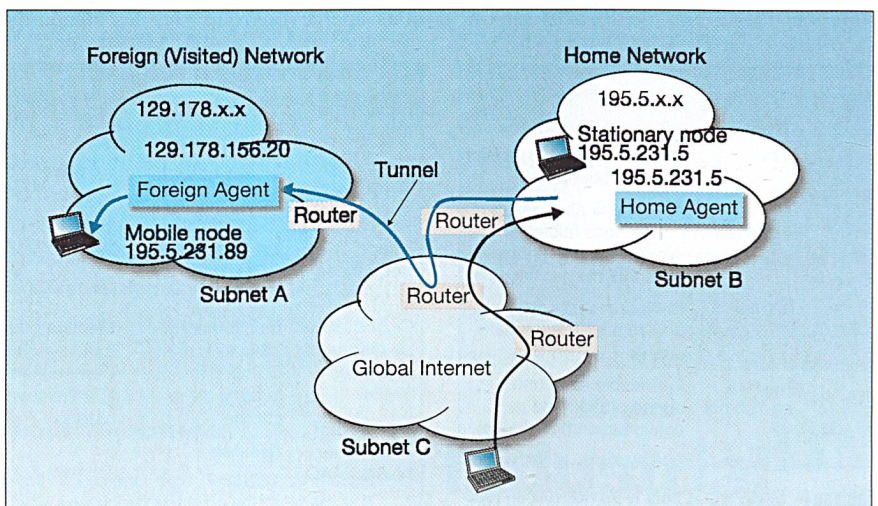 Foreign (Visited) Network
129.178.x.x
129.178.156.20
Foreign Agent
Mobile node
195.5.231.89
Subnet A
Router
Tunnel
Home Network
195.5.x.x
Stationary node
195.5.231.5
195.5.231.5
Home Agent
Subnet B
Router
Router
Router
Global Internet
Subnet C